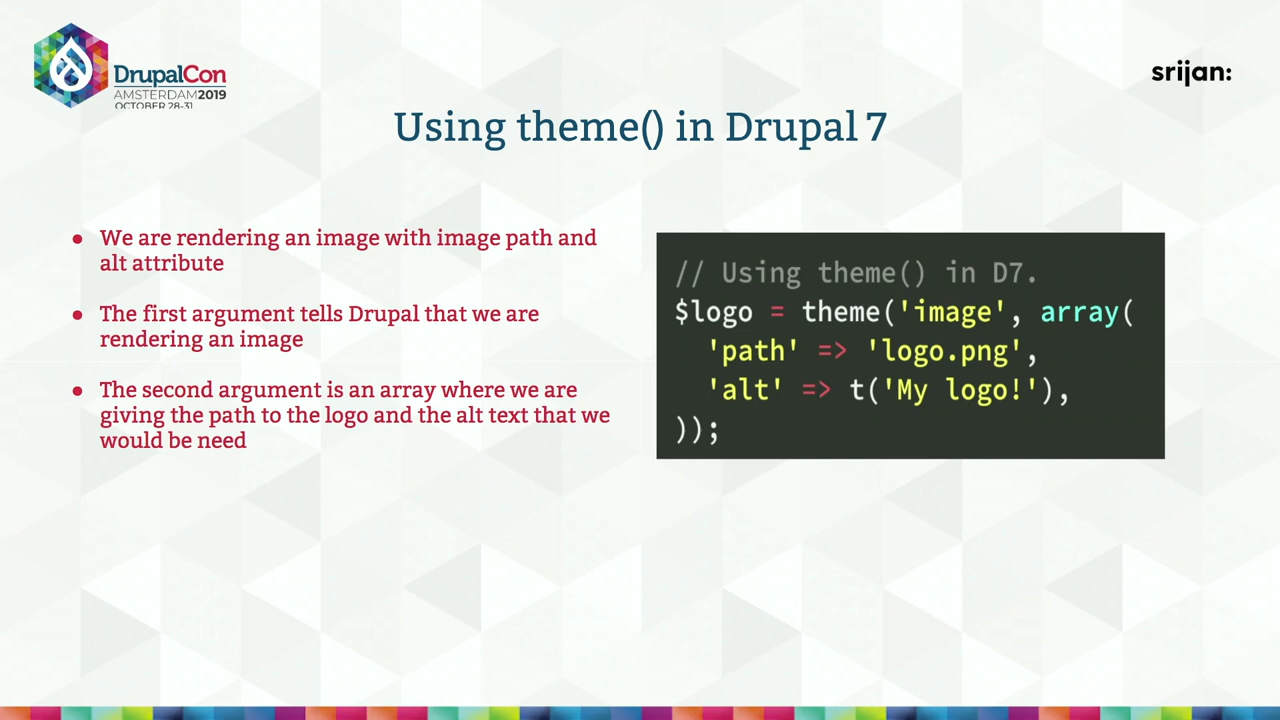 DrupalCon
AMSTERDAM2019
OCTOBER 28-31
srijan:
Using theme() in Drupal 7
● We are rendering an image with image path and
alt attribute
● The first argument tells Drupal that we are
rendering an image
● The second argument is an array where we are
giving the path to the logo and the alt text that we
would be need
// Using theme() in D7.
$logo = theme('image', array(
  'path' => 'logo.png',
  'alt' => t('My logo!'),
));